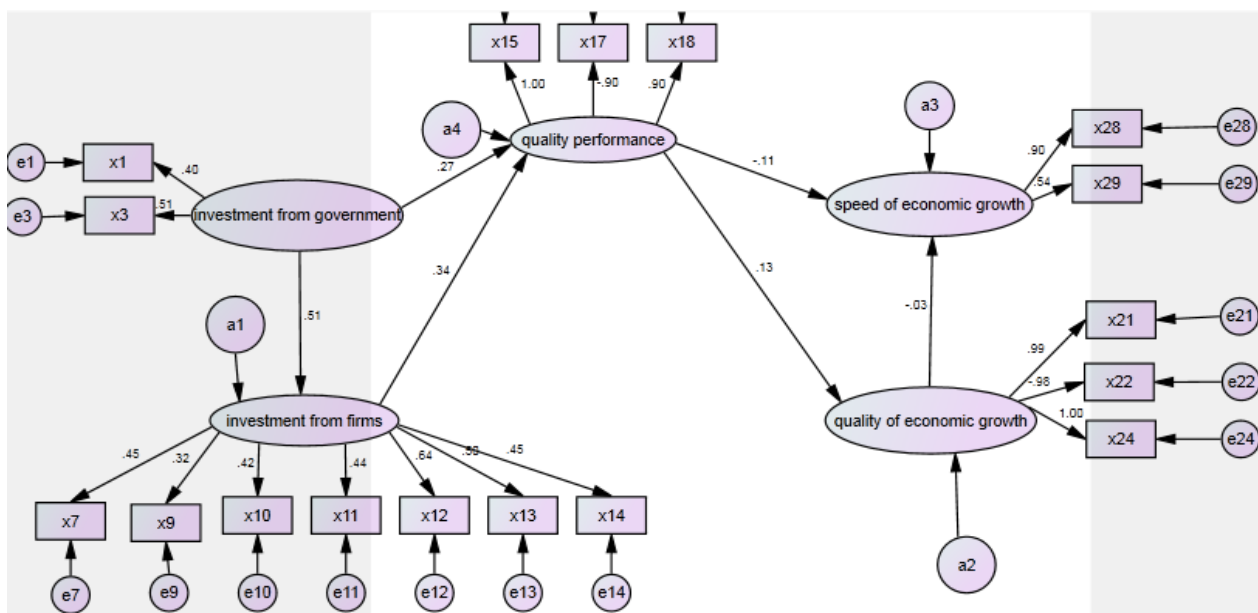 x15
x17
x18
1.00
-.90
.90
a4
quality performance
a3
e1
x1
.40
e3
x3
.51
investment from government
.27
-.11
x28
e28
.90
x29
e29
.54
speed of economic growth
.34
.13
.51
a1
-.03
x21
e21
.99
x22
e22
-.98
x24
e24
1.00
quality of economic growth
investment from firms
.45
.32
.42
.44
.64
.45
x7
x9
x10
x11
x12
x13
x14
e7
e9
e10
e11
e12
e13
e14
a2